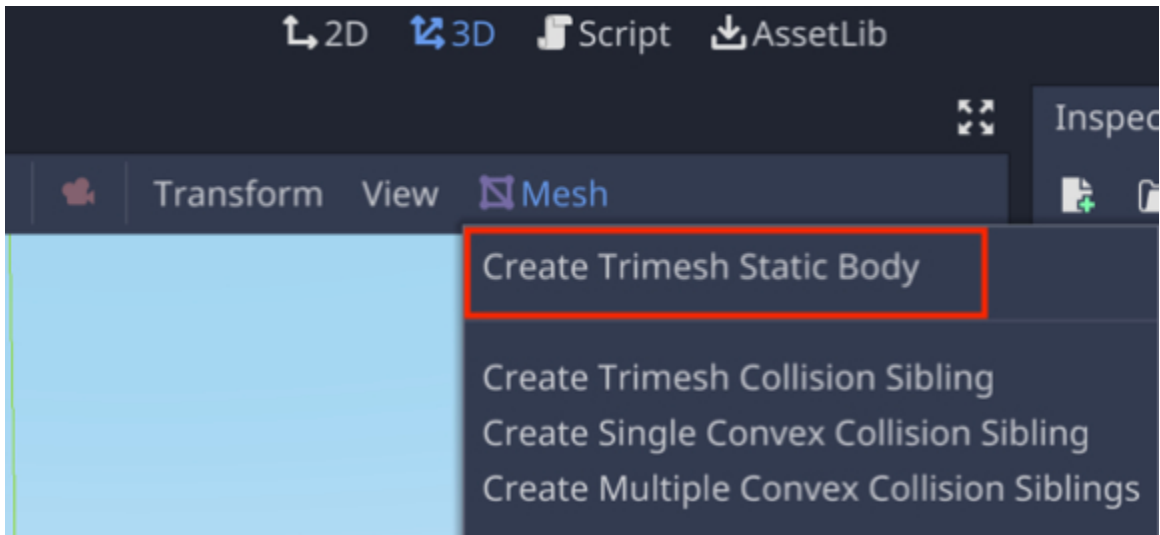 2D 3D Script AssetLib
Inspec
Transform View Mesh
Create Trimesh Static Body
Create Trimesh Collision Sibling
Create Single Convex Collision Sibling
Create Multiple Convex Collision Siblings